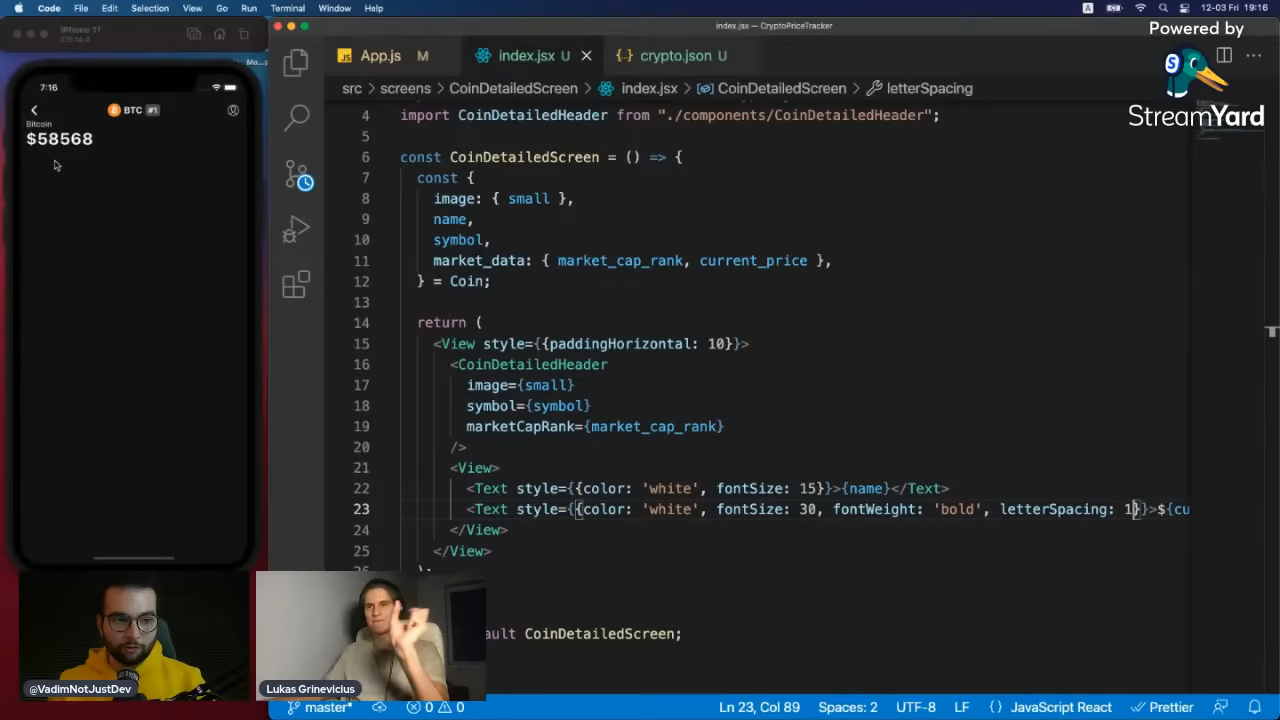 Code File Edit Selection View Go Run Terminal Window Help
A 12-03 Fri 19:16
iPhone 11
iOS 14.4
index.jsx — CryptoPriceTracker
Powered by
StreamYard
App.js M
index.jsx U
crypto.json U
src > screens > CoinDetailedScreen > index.jsx > CoinDetailedScreen > letterSpacing
7:16
BTC #1
Bitcoin
$58568
4 import CoinDetailedHeader from "./components/CoinDetailedHeader";
5
6 const CoinDetailedScreen = () => {
7 const {
8 image: { small },
9 name,
10 symbol,
11 market_data: { market_cap_rank, current_price },
12 } = Coin;
13
14 return (
15 <View style={{paddingHorizontal: 10}}>
16 <CoinDetailedHeader
17 image={small}
18 symbol={symbol}
19 marketCapRank={market_cap_rank}
20 />
21 <View>
22 <Text style={{color: 'white', fontSize: 15}}>{name}</Text>
23 <Text style={{color: 'white', fontSize: 30, fontWeight: 'bold', letterSpacing: 1}}>${cu
24 </View>
25 </View>
);
ault CoinDetailedScreen;
@VadimNotJustDev
Lukas Grinevicius
master* 0 0 Ln 23, Col 89 Spaces: 2 UTF-8 LF {} JavaScript React Prettier